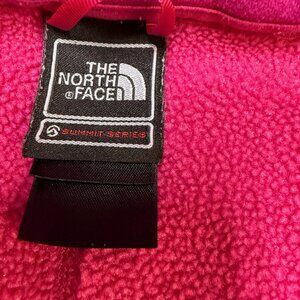 THE
NORTH
®FACE
SUMMIT SERIES